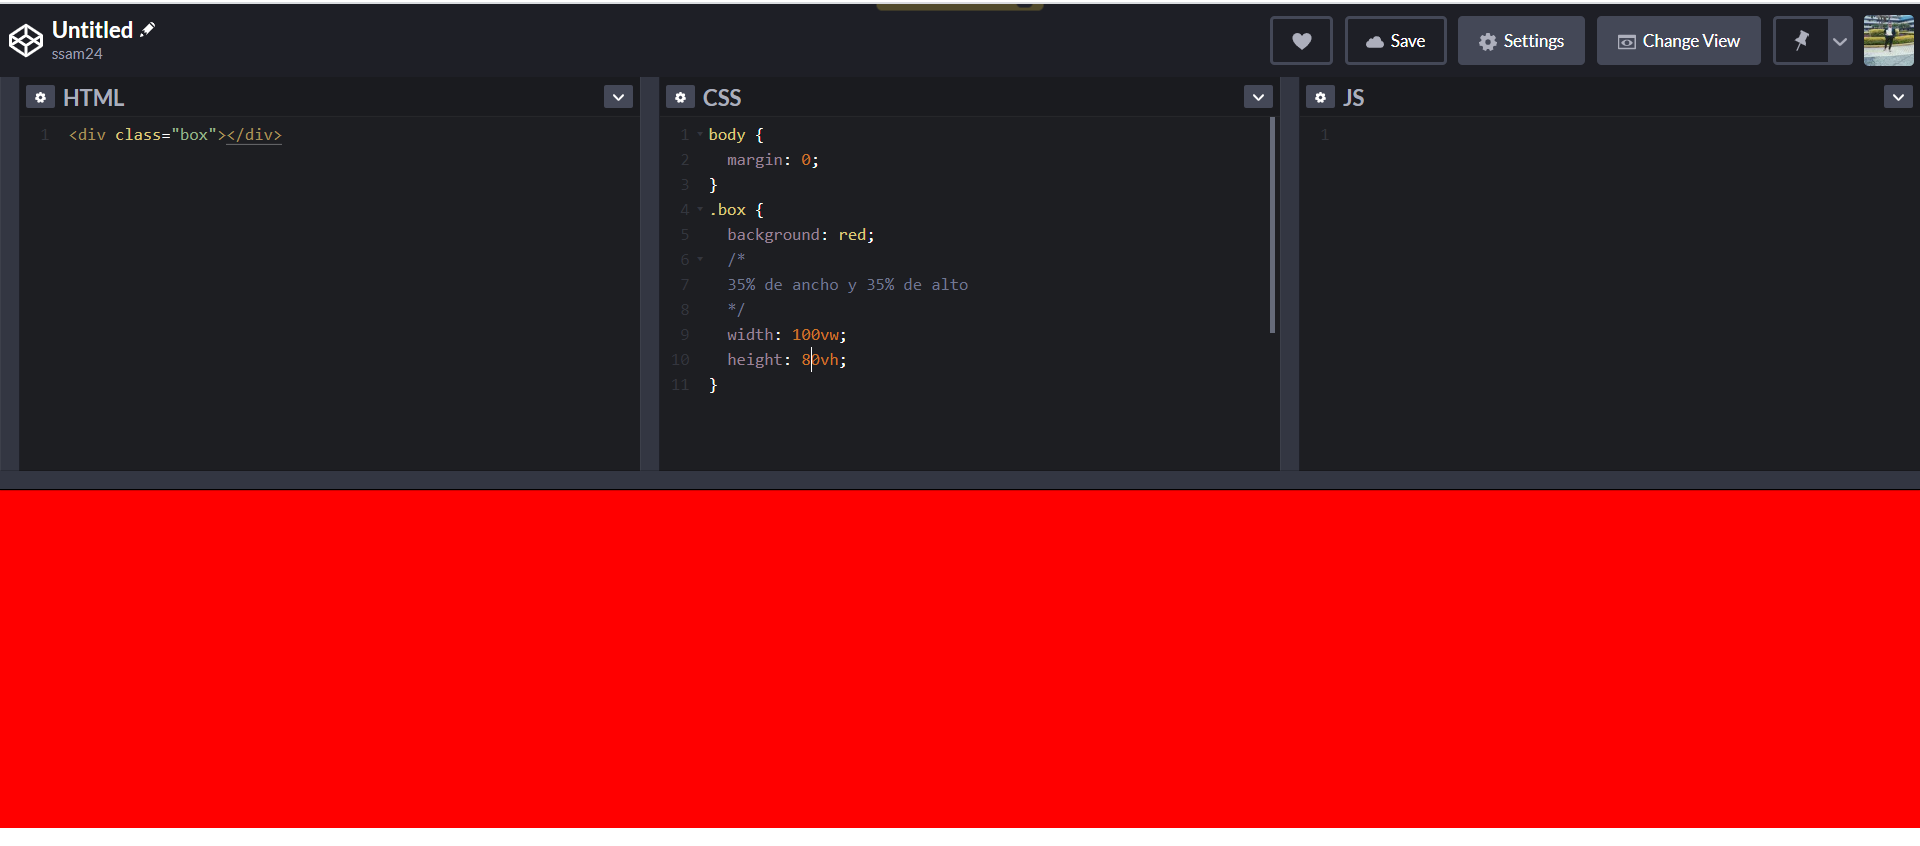 Untitled
ssam24
Save
Settings
Change View
HTML
CSS
JS
1 <div class="box"></div>
1 body {
2 margin: 0;
3 }
4 .box {
5 background: red;
6 /*
7 35% de ancho y 35% de alto
8 */
9 width: 100vw;
10 height: 80vh;
11 }
1